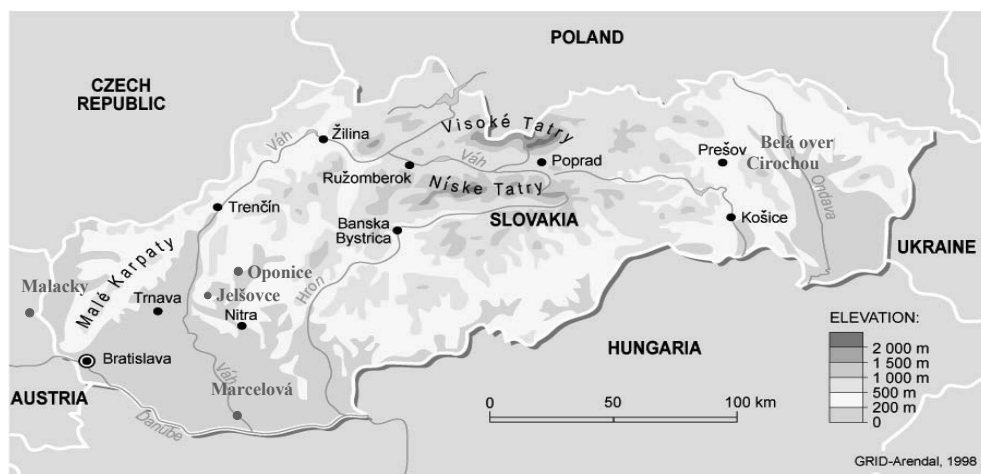 POLAND
CZECH
REPUBLIC
Žilina
Váh
Visoké Tatry
Váh
Poprad
Prešov
Belá over
Cirochou
Ružomberok
Níske Tatry
Ondava
Trenčín
Banska
Bystrica
SLOVAKIA
Košice
UKRAINE
Malé Karpaty
Oponice
Malacky
Jelšovce
Hron
Trnava
Nitra
ELEVATION:
2 000 m
1 500 m
1 000 m
500 m
200 m
0
HUNGARIA
Bratislava
Váh
AUSTRIA
Marcelová
Danube
0 50 100 km
GRID-Arendal, 1998